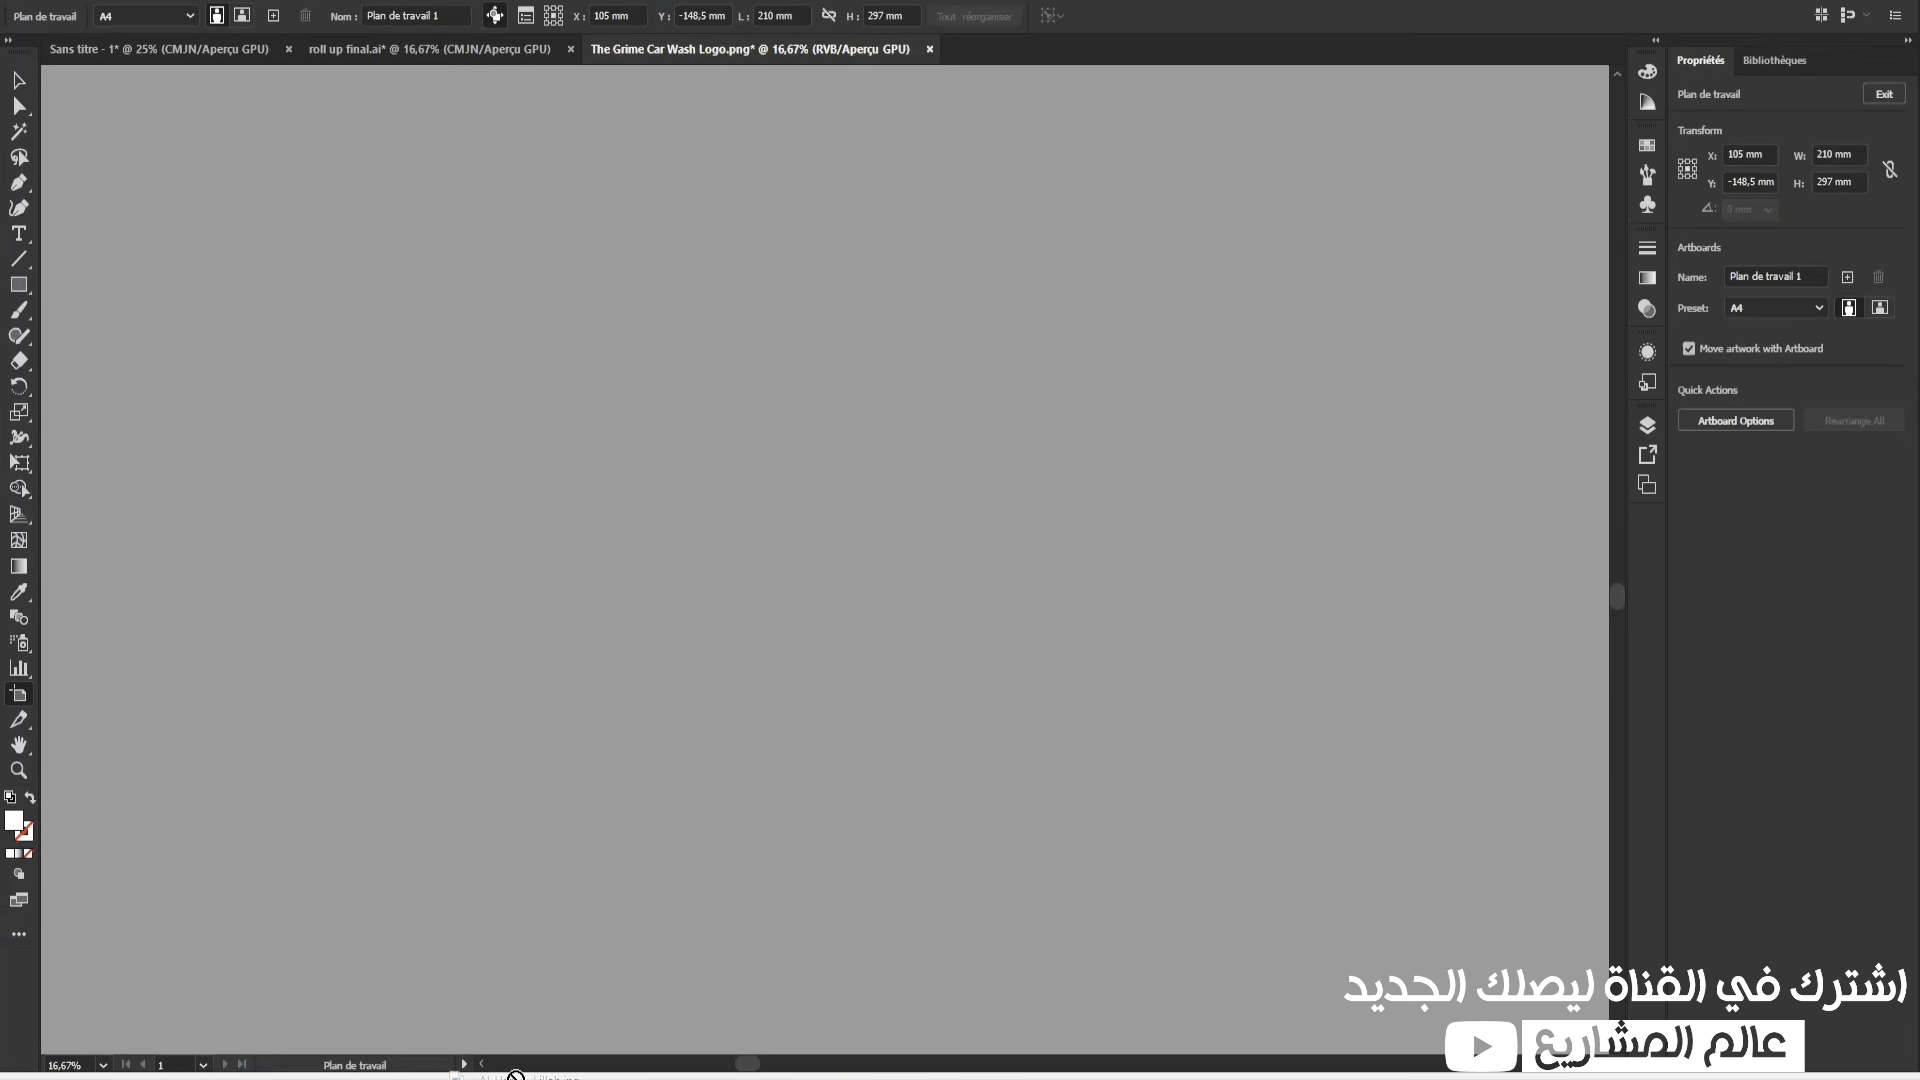 Plan de travail A4 Nom : Plan de travail 1 X : 105 mm Y : -148,5 mm L : 210 mm H : 297 mm Tout réorganiser
Sans titre - 1* @ 25% (CMJN/Aperçu GPU) × roll up final.ai* @ 16,67% (CMJN/Aperçu GPU) × The Grime Car Wash Logo.png* @ 16,67% (RVB/Aperçu GPU) ×
Propriétés Bibliothèques
Plan de travail Exit
Transform
X: 105 mm W: 210 mm
Y: -148,5 mm H: 297 mm
0 mm
Artboards
Name: Plan de travail 1
Preset: A4
Move artwork with Artboard
Quick Actions
Artboard Options Rearrange All
اشترك في القناة ليصلك الجديد
عالم المشاريع
16,67% 1 Plan de travail